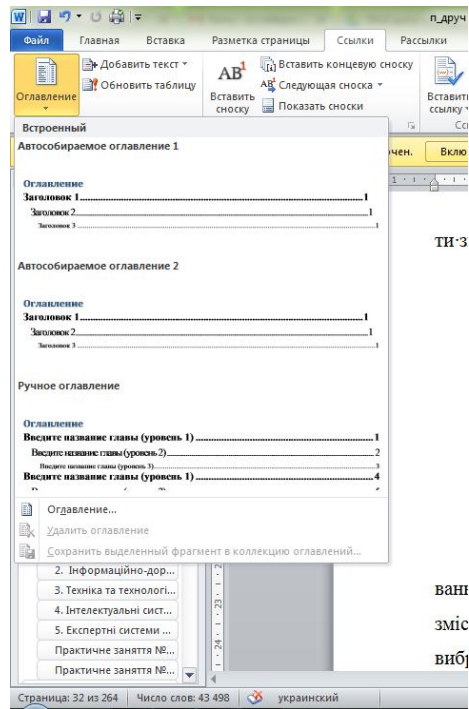 п_друч
Файл Главная Вставка Разметка страницы Ссылки Рассылки
Оглавление
Добавить текст
Обновить таблицу
АВ¹
Вставить сноску
Вставить концевую сноску
Следующая сноска
Показать сноски
Вставить ссылку
Встроенный
чен. Вклю
Автособираемое оглавление 1
Оглавление
Заголовок 1 1
Заголовок 2 1
Заголовок 3 1
Автособираемое оглавление 2
Оглавление
Заголовок 1 1
Заголовок 2 1
Заголовок 3 1
Ручное оглавление
Оглавление
Введите название главы (уровень 1) 1
Введите название главы (уровень 2) 2
Введите название главы (уровень 3) 3
Введите название главы (уровень 1) 4
Оглавление...
Удалить оглавление
Сохранить выделенный фрагмент в коллекцию оглавлений...
2. Інформаційно-дор...
3. Техніка та технологі...
4. Інтелектуальні сист...
5. Експертні системи ...
Практичне заняття №...
Практичне заняття №...
23
24
ванн
зміс
вибр
Страница: 32 из 264 Число слов: 43 498 украинский